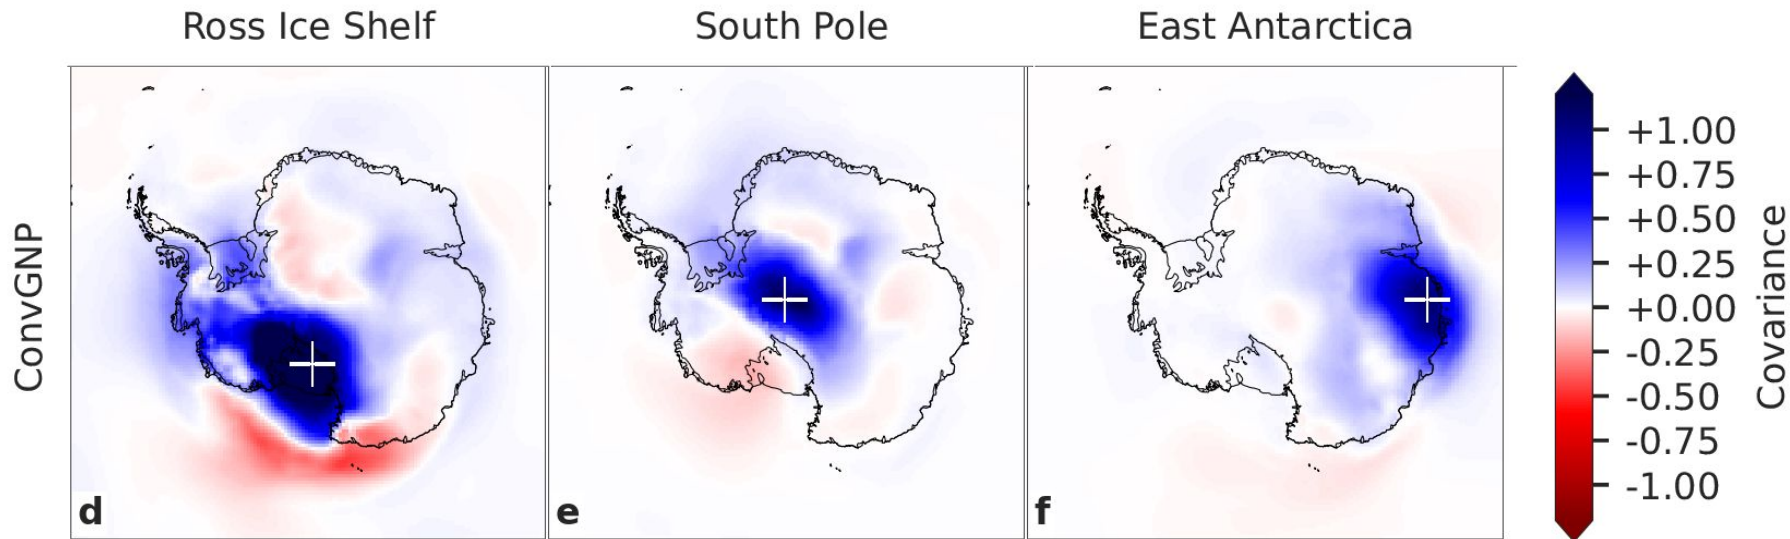 Ross Ice Shelf
South Pole
East Antarctica
ConvGNP
d
e
f
+1.00
+0.75
+0.50
+0.25
+0.00
-0.25
-0.50
-0.75
-1.00
Covariance